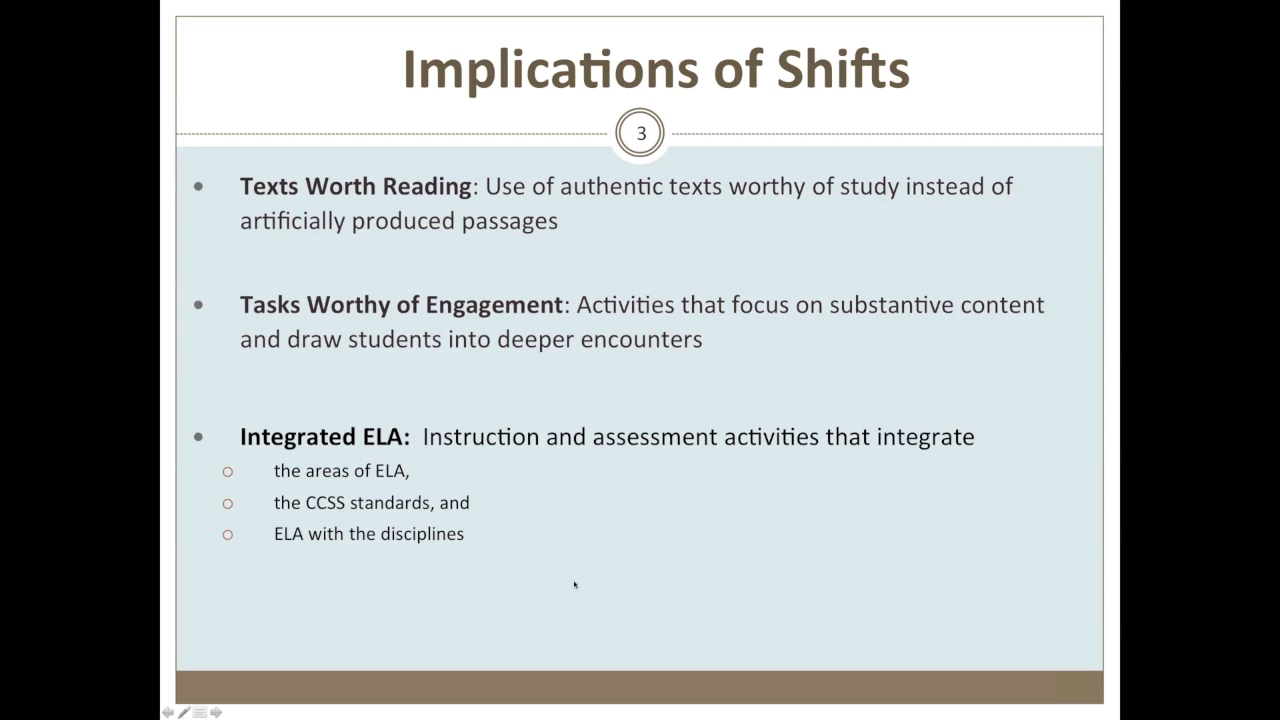 Implications of Shifts
3
• Texts Worth Reading: Use of authentic texts worthy of study instead of
artificially produced passages
• Tasks Worthy of Engagement: Activities that focus on substantive content
and draw students into deeper encounters
• Integrated ELA: Instruction and assessment activities that integrate
○ the areas of ELA,
○ the CCSS standards, and
○ ELA with the disciplines